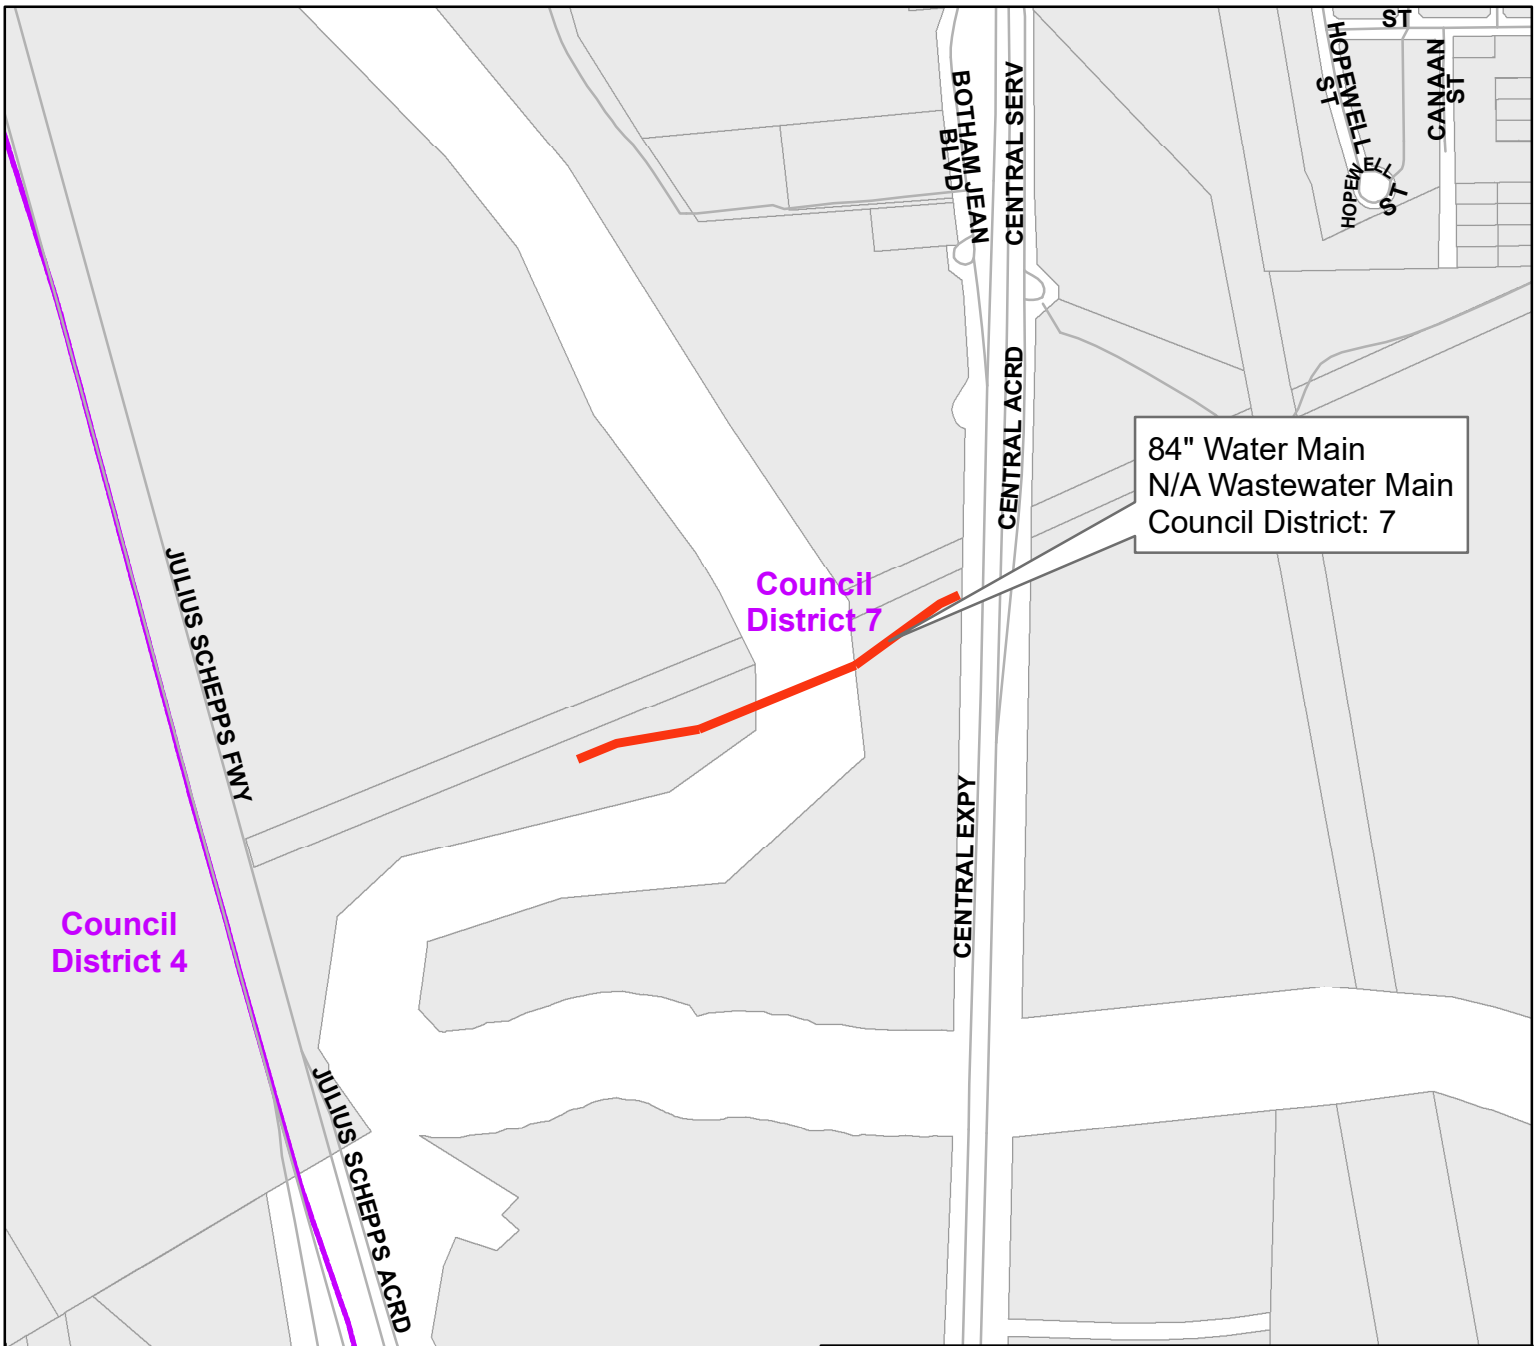 ST
HOPEWELL
ST
CANAAN
ST
HOPEWELL
ST
BOTHAM JEAN
BLVD
CENTRAL SERV
CENTRAL ACRD
84" Water Main
N/A Wastewater Main
Council District: 7
Council
District 7
JULIUS SCHEPPS FWY
CENTRAL EXPY
Council
District 4
JULIUS SCHEPPS ACRD